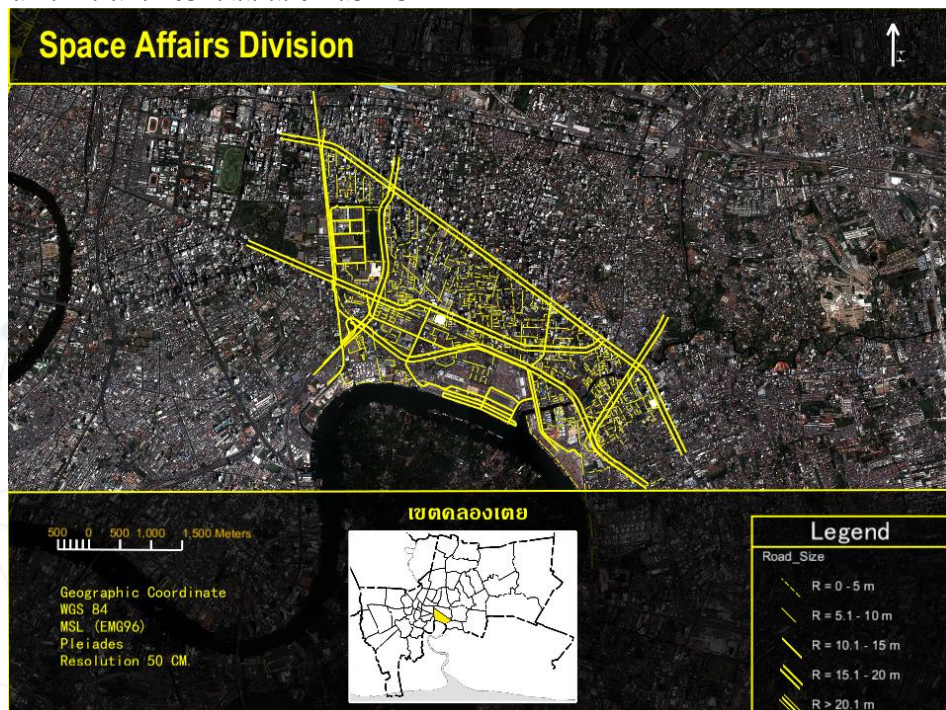 Space Affairs Division
500 0 500 1,000 1,500 Meters
Geographic Coordinate
WGS 84
MSL (EMG96)
Pleiades
Resolution 50 CM.
เขตคลองเตย
Legend
Road_Size
R = 0 - 5 m
R = 5.1 - 10 m
R = 10.1 - 15 m
R = 15.1 - 20 m
R > 20.1 m